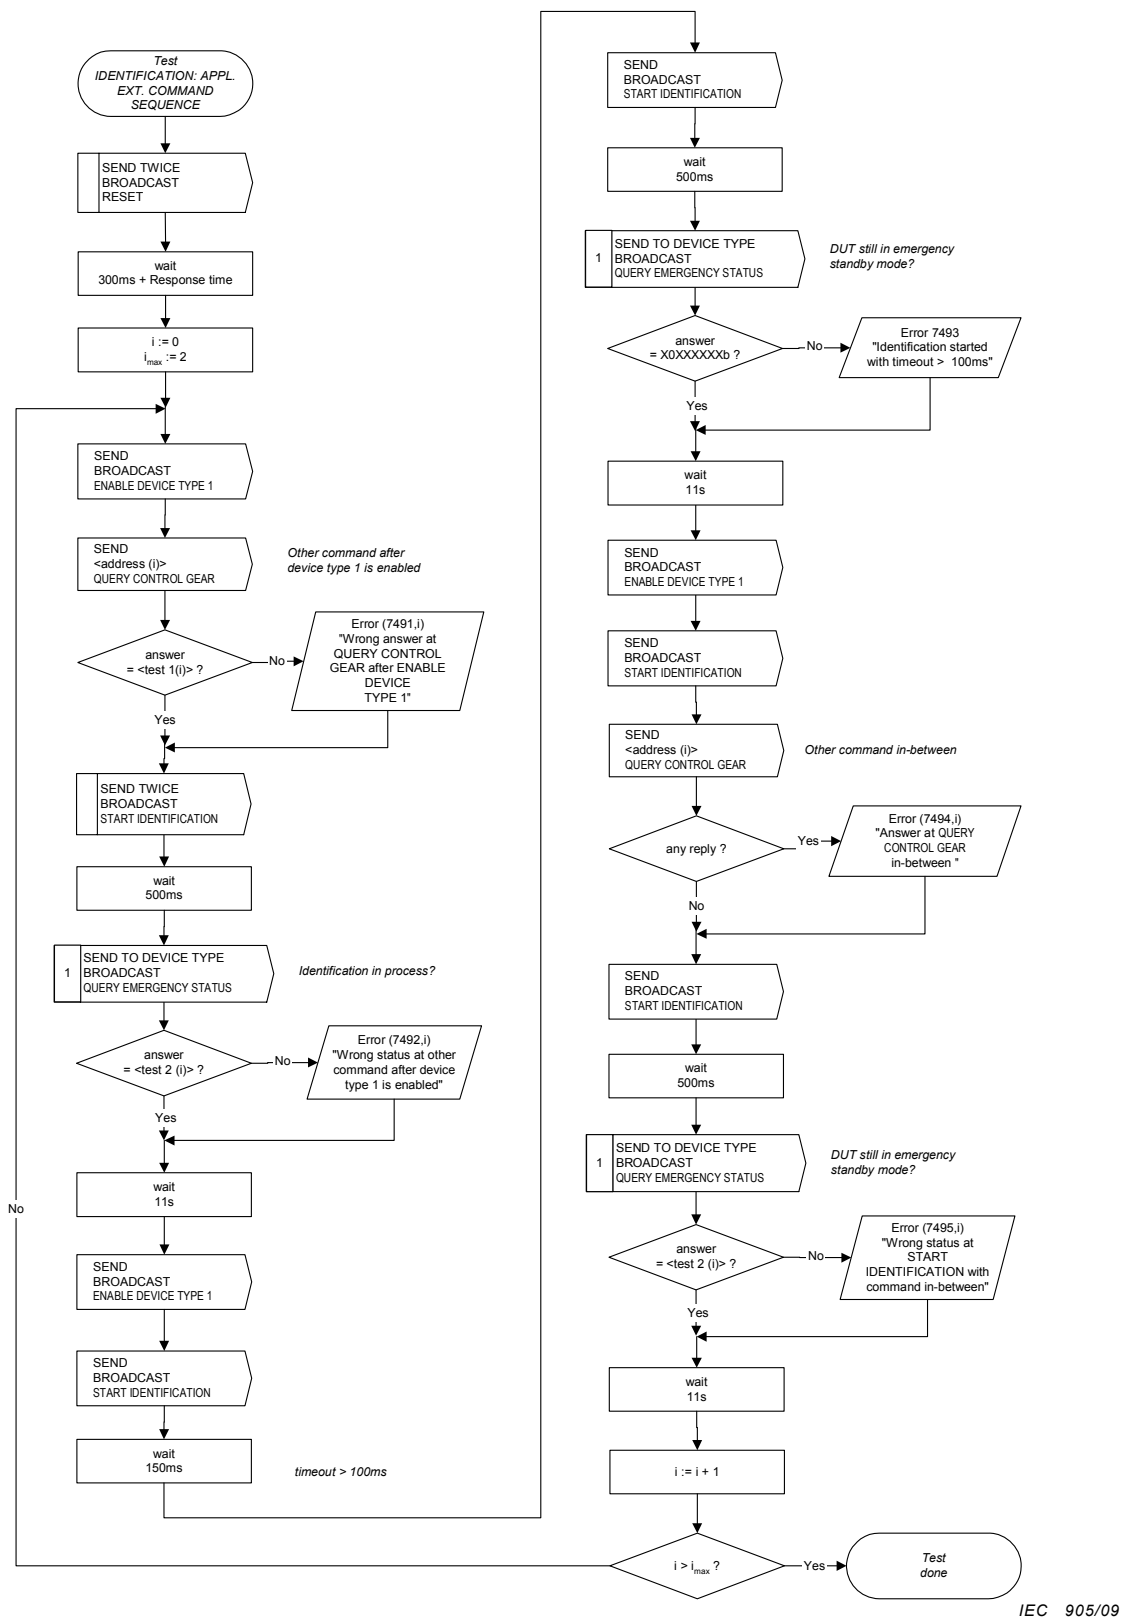 Test
IDENTIFICATION: APPL.
EXT. COMMAND
SEQUENCE
SEND TWICE
BROADCAST
RESET
wait
300ms + Response time
i := 0
imax := 2
SEND
BROADCAST
ENABLE DEVICE TYPE 1
SEND
<address (i)>
QUERY CONTROL GEAR
Other command after
device type 1 is enabled
answer
= <test 1(i)> ?
No
Error (7491,i)
"Wrong answer at
QUERY CONTROL
GEAR after ENABLE
DEVICE
TYPE 1"
Yes
SEND TWICE
BROADCAST
START IDENTIFICATION
wait
500ms
1
SEND TO DEVICE TYPE
BROADCAST
QUERY EMERGENCY STATUS
Identification in process?
answer
= <test 2 (i)> ?
No
Error (7492,i)
"Wrong status at other
command after device
type 1 is enabled"
Yes
wait
11s
No
SEND
BROADCAST
ENABLE DEVICE TYPE 1
SEND
BROADCAST
START IDENTIFICATION
wait
150ms
timeout > 100ms
SEND
BROADCAST
START IDENTIFICATION
wait
500ms
1
SEND TO DEVICE TYPE
BROADCAST
QUERY EMERGENCY STATUS
DUT still in emergency
standby mode?
answer
= X0XXXXXXb ?
No
Error 7493
"Identification started
with timeout > 100ms"
Yes
wait
11s
SEND
BROADCAST
ENABLE DEVICE TYPE 1
SEND
BROADCAST
START IDENTIFICATION
SEND
<address (i)>
QUERY CONTROL GEAR
Other command in-between
any reply ?
Yes
Error (7494,i)
"Answer at QUERY
CONTROL GEAR
in-between "
No
SEND
BROADCAST
START IDENTIFICATION
wait
500ms
1
SEND TO DEVICE TYPE
BROADCAST
QUERY EMERGENCY STATUS
DUT still in emergency
standby mode?
answer
= <test 2 (i)> ?
No
Error (7495,i)
"Wrong status at
START
IDENTIFICATION with
command in-between"
Yes
wait
11s
i := i + 1
i > imax ?
Yes
Test
done
IEC 905/09